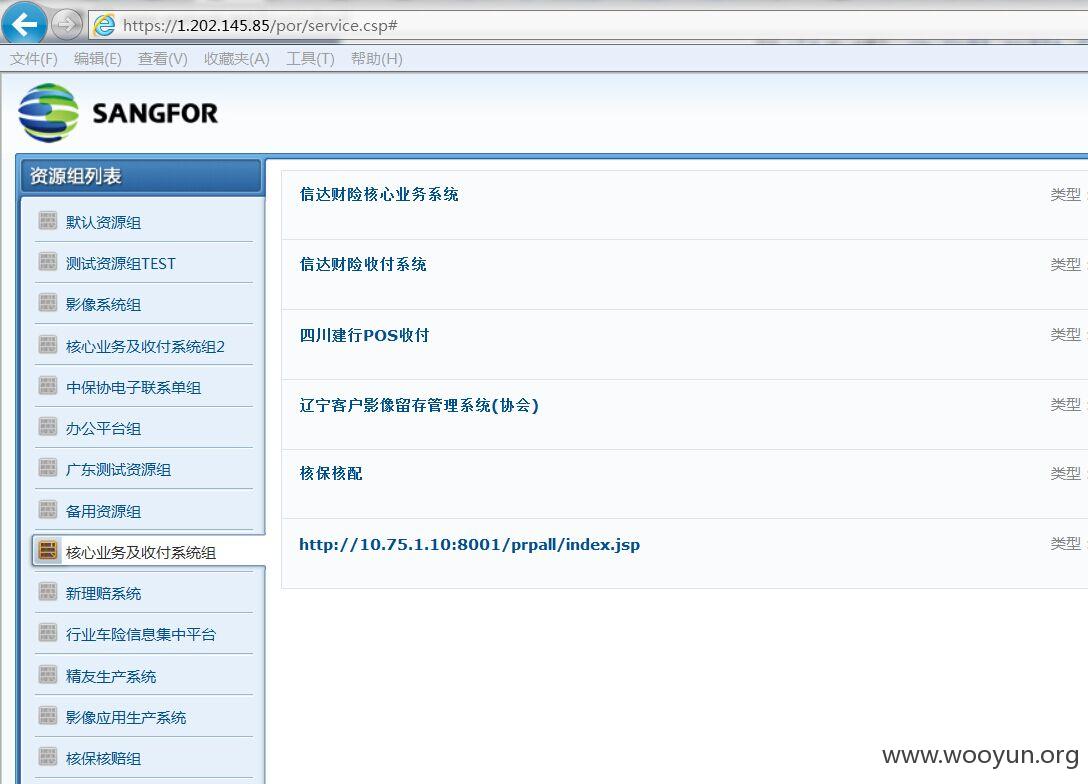 https://1.202.145.85/por/service.csp#
文件(F) 编辑(E) 查看(V) 收藏夹(A) 工具(T) 帮助(H)
SANGFOR
资源组列表
默认资源组
测试资源组TEST
影像系统组
核心业务及收付系统组2
中保协电子联系单组
办公平台组
广东测试资源组
备用资源组
核心业务及收付系统组
新理赔系统
行业车险信息集中平台
精友生产系统
影像应用生产系统
核保核赔组
信达财险核心业务系统 类型：
信达财险收付系统 类型：
四川建行POS收付 类型：
辽宁客户影像留存管理系统(协会) 类型：
核保核配 类型：
http://10.75.1.10:8001/prpall/index.jsp 类型：
www.wooyun.org